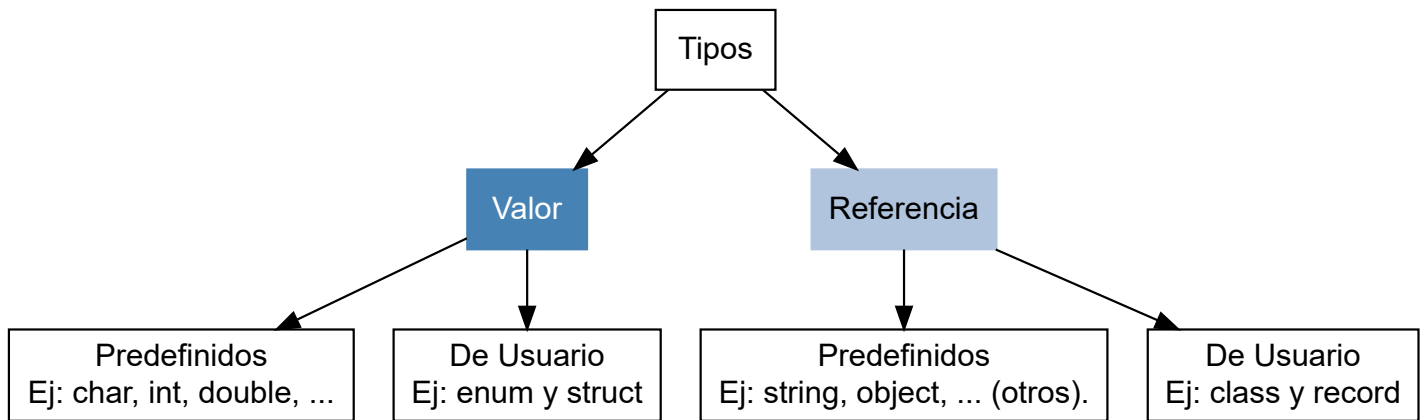 Tipos
Valor
Referencia
Predefinidos
Ej: char, int, double, ...
De Usuario
Ej: enum y struct
Predefinidos
Ej: string, object, ... (otros).
De Usuario
Ej: class y record